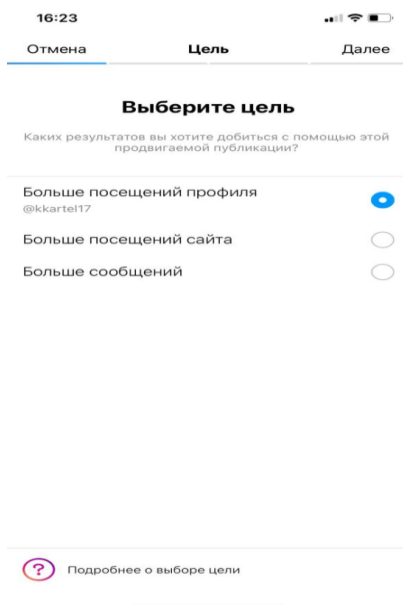 16:23
Отмена Цель Далее
Выберите цель
Каких результатов вы хотите добиться с помощью этой
продвигаемой публикации?
Больше посещений профиля
@kkartel17
Больше посещений сайта
Больше сообщений
? Подробнее о выборе цели